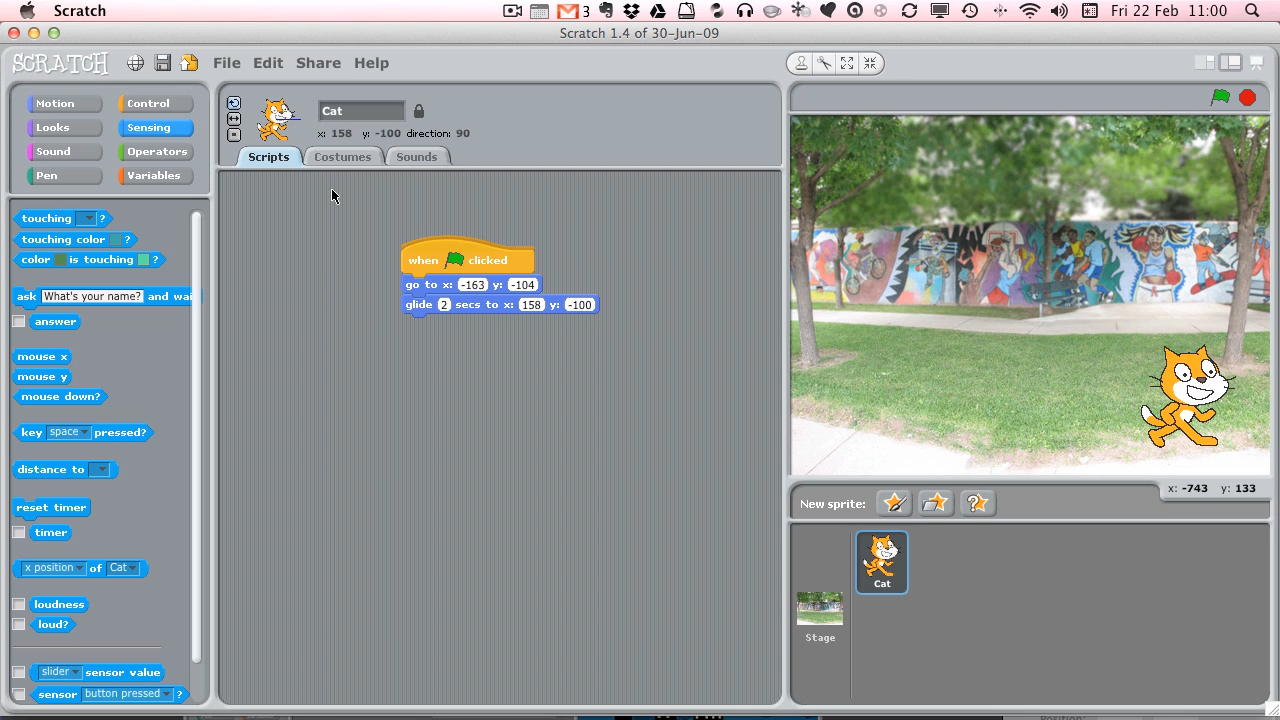 Scratch
3
Fri 22 Feb 11:00
Scratch 1.4 of 30-Jun-09
SCRATCH
File Edit Share Help
Motion
Control
Looks
Sensing
Sound
Operators
Pen
Variables
Cat
x: 158 y: -100 direction: 90
Scripts
Costumes
Sounds
touching ?
touching color ?
color is touching ?
ask What's your name? and wai
answer
mouse x
mouse y
mouse down?
key space pressed?
distance to
reset timer
timer
x position of Cat
loudness
loud?
slider sensor value
sensor button pressed ?
when clicked
go to x: -163 y: -104
glide 2 secs to x: 158 y: -100
x: -743 y: 133
New sprite:
Cat
Stage